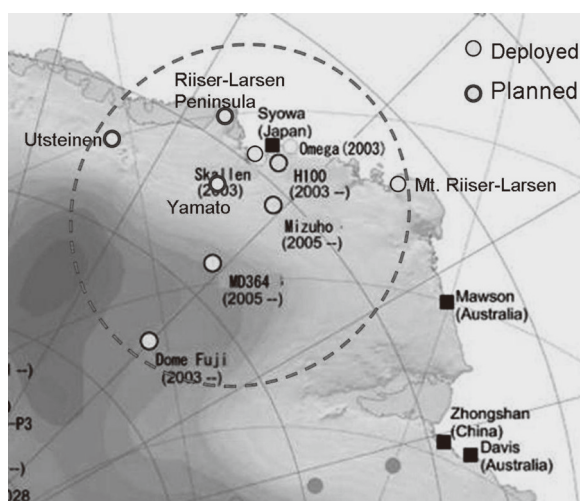 Deployed
Planned
Riiser-Larsen
Peninsula
Syowa
(Japan)
Omega (2003)
Utsteinen
Skallen
(2003)
H100
(2003 --)
Mt. Riiser-Larsen
Yamato
Mizuho
(2005 --)
MD364
(2005 --)
Mawson
(Australia)
Dome Fuji
(2003 --)
--)
-P3
--)
028
Zhongshan
(China)
Davis
(Australia)